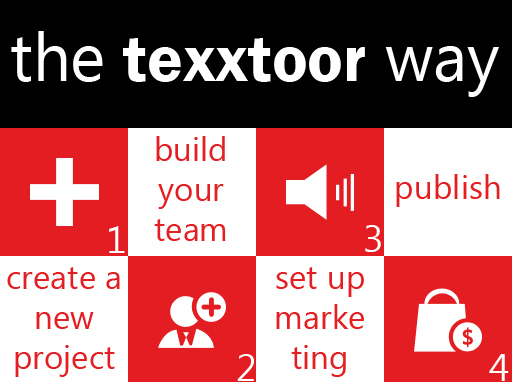 the texxtoor way
1
create a
new
project
build
your
team
2
3
set up
marke
ting
publish
$
4